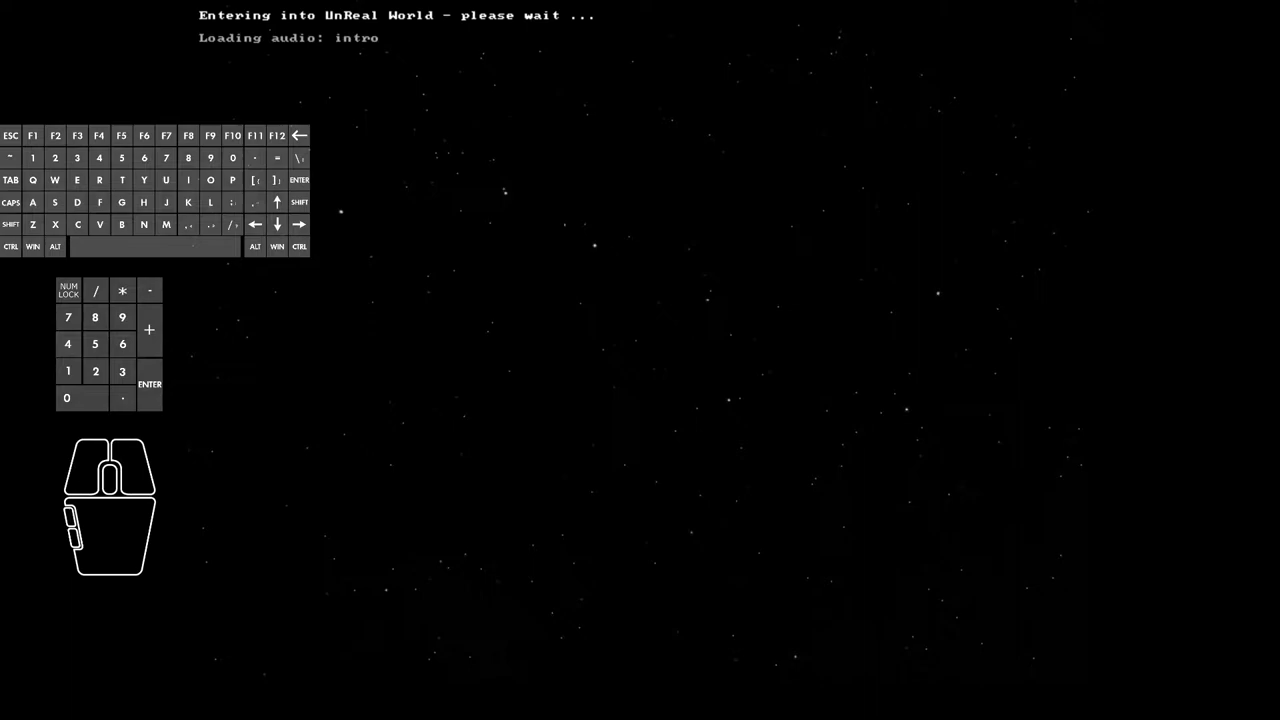 Entering into UnReal World - please wait ...
Loading audio: intro
ESC F1 F2 F3 F4 F5 F6 F7 F8 F9 F10 F11 F12 ←
~ 1 2 3 4 5 6 7 8 9 0 - = \
TAB Q W E R T Y U I O P [{ ]} ENTER
CAPS A S D F G H J K L ↑ SHIFT
SHIFT Z X C V B N M /? ← ↓ →
CTRL WIN ALT ALT WIN CTRL
NUM LOCK / * -
7 8 9 +
4 5 6
1 2 3 ENTER
0 .